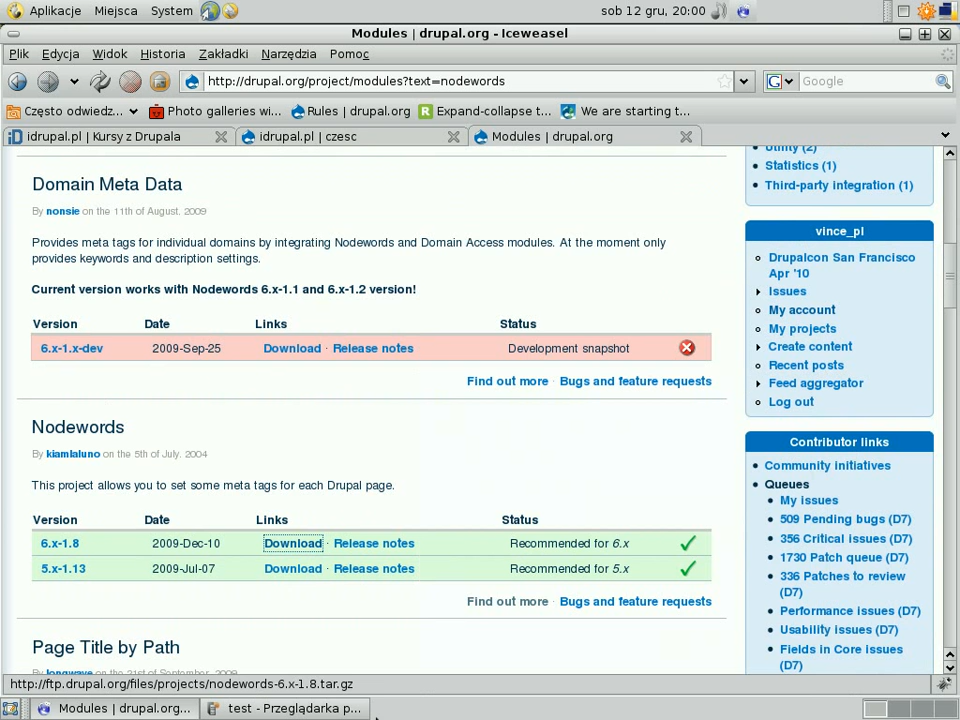 Aplikacje Miejsca System sob 12 gru, 20:00
Modules | drupal.org - Iceweasel
Plik Edycja Widok Historia Zakładki Narzędzia Pomoc
http://drupal.org/project/modules?text=nodewords Google
Często odwiedz... Photo galleries wi... Rules | drupal.org Expand-collapse t... We are starting t...
idrupal.pl | Kursy z Drupala idrupal.pl | czesc Modules | drupal.org
Domain Meta Data
By nonsie on the 11th of August. 2009
Provides meta tags for individual domains by integrating Nodewords and Domain Access modules. At the moment only
provides keywords and description settings.
Current version works with Nodewords 6.x-1.1 and 6.x-1.2 version!
Version Date Links Status
6.x-1.x-dev 2009-Sep-25 Download · Release notes Development snapshot
Find out more · Bugs and feature requests
Nodewords
By kiamlaluno on the 5th of July. 2004
This project allows you to set some meta tags for each Drupal page.
Version Date Links Status
6.x-1.8 2009-Dec-10 Download · Release notes Recommended for 6.x
5.x-1.13 2009-Jul-07 Download · Release notes Recommended for 5.x
Find out more · Bugs and feature requests
Page Title by Path
By longwave on the 21st of September. 2009
Utility (2)
Statistics (1)
Third-party integration (1)
vince_pl
Drupalcon San Francisco
Apr '10
Issues
My account
My projects
Create content
Recent posts
Feed aggregator
Log out
Contributor links
Community initiatives
Queues
My issues
509 Pending bugs (D7)
356 Critical issues (D7)
1730 Patch queue (D7)
336 Patches to review
(D7)
Performance issues (D7)
Usability issues (D7)
Fields in Core issues
(D7)
http://ftp.drupal.org/files/projects/nodewords-6.x-1.8.tar.gz
Modules | drupal.org... test - Przeglądarka p...